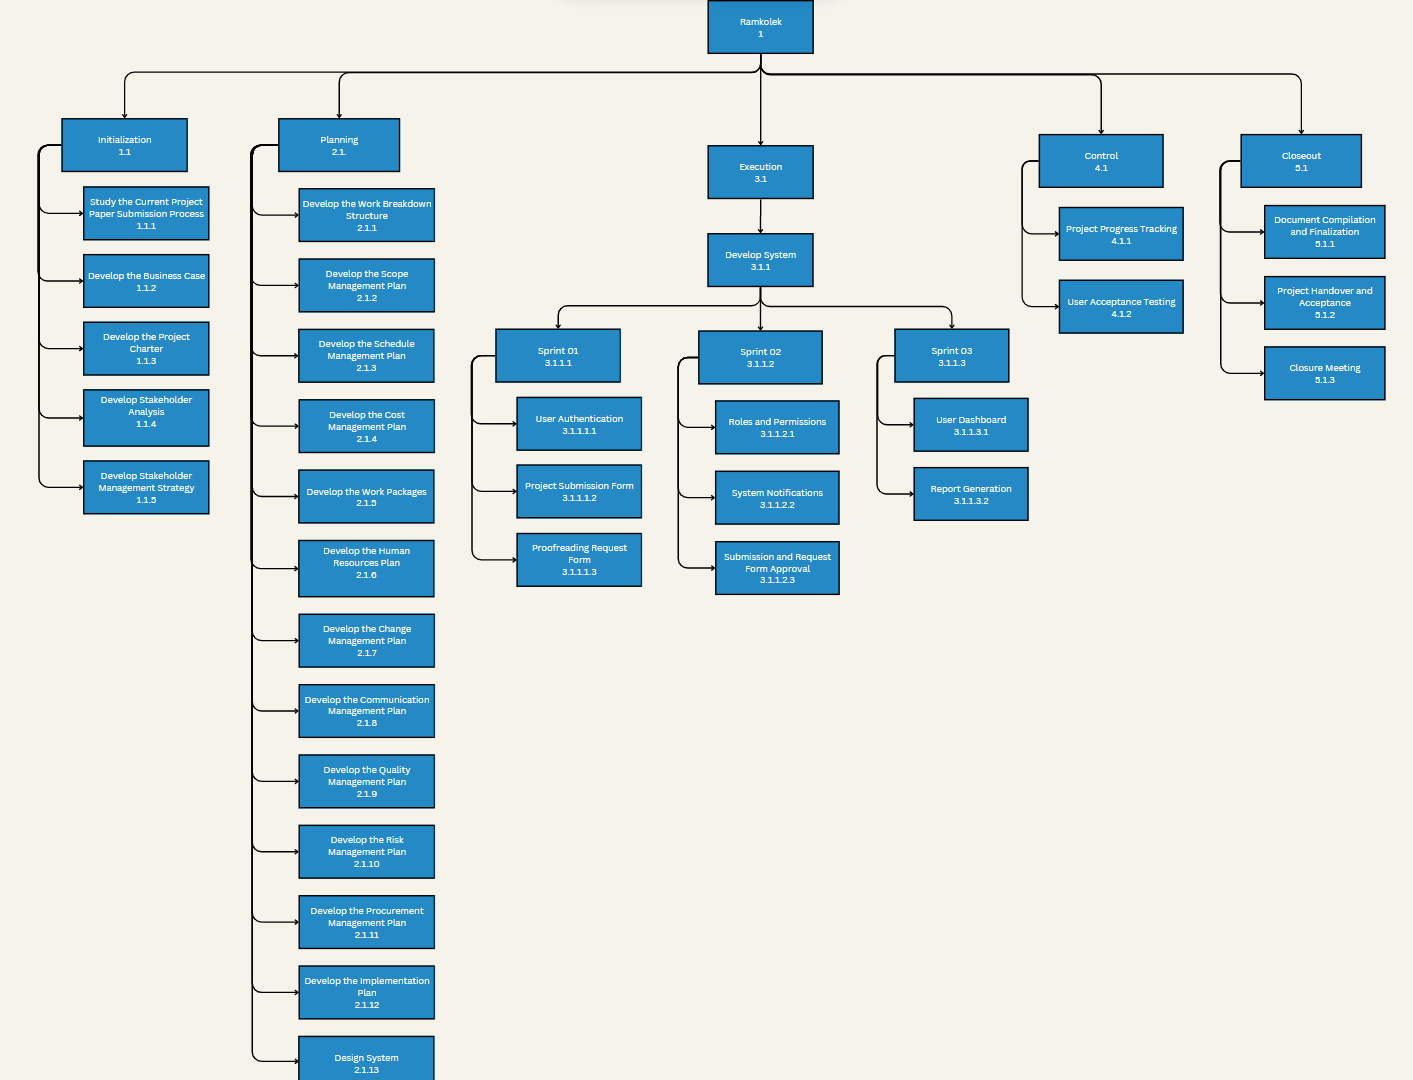 Ramkolek
1
Initialization
1.1
Study the Current Project
Paper Submission Process
1.1.1
Develop the Business Case
1.1.2
Develop the Project
Charter
1.1.3
Develop Stakeholder
Analysis
1.1.4
Develop Stakeholder
Management Strategy
1.1.5
Planning
2.1.
Develop the Work Breakdown
Structure
2.1.1
Develop the Scope
Management Plan
2.1.2
Develop the Schedule
Management Plan
2.1.3
Develop the Cost
Management Plan
2.1.4
Develop the Work Packages
2.1.5
Develop the Human
Resources Plan
2.1.6
Develop the Change
Management Plan
2.1.7
Develop the Communication
Management Plan
2.1.8
Develop the Quality
Management Plan
2.1.9
Develop the Risk
Management Plan
2.1.10
Develop the Procurement
Management Plan
2.1.11
Develop the Implementation
Plan
2.1.12
Design System
2.1.13
Execution
3.1
Develop System
3.1.1
Sprint 01
3.1.1.1
User Authentication
3.1.1.1.1
Project Submission Form
3.1.1.1.2
Proofreading Request
Form
3.1.1.1.3
Sprint 02
3.1.1.2
Roles and Permissions
3.1.1.2.1
System Notifications
3.1.1.2.2
Submission and Request
Form Approval
3.1.1.2.3
Sprint 03
3.1.1.3
User Dashboard
3.1.1.3.1
Report Generation
3.1.1.3.2
Control
4.1
Project Progress Tracking
4.1.1
User Acceptance Testing
4.1.2
Closeout
5.1
Document Compilation
and Finalization
5.1.1
Project Handover and
Acceptance
5.1.2
Closure Meeting
5.1.3